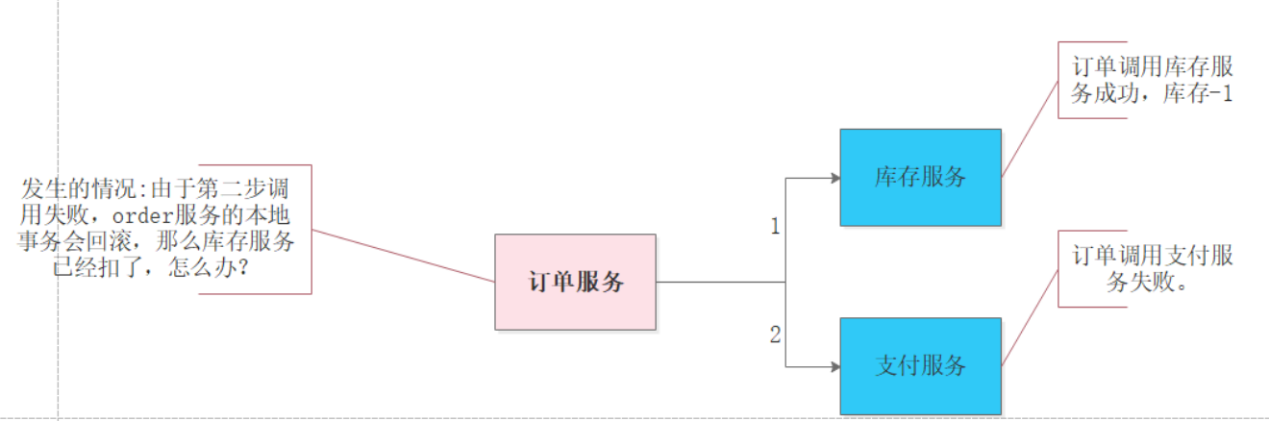 订单调用库存服
务成功，库存-1
库存服务
发生的情况:由于第二步调
用失败，order服务的本地
事务会回滚，那么库存服务
已经扣了，怎么办？
1
订单服务
订单调用支付服
务失败。
2
支付服务